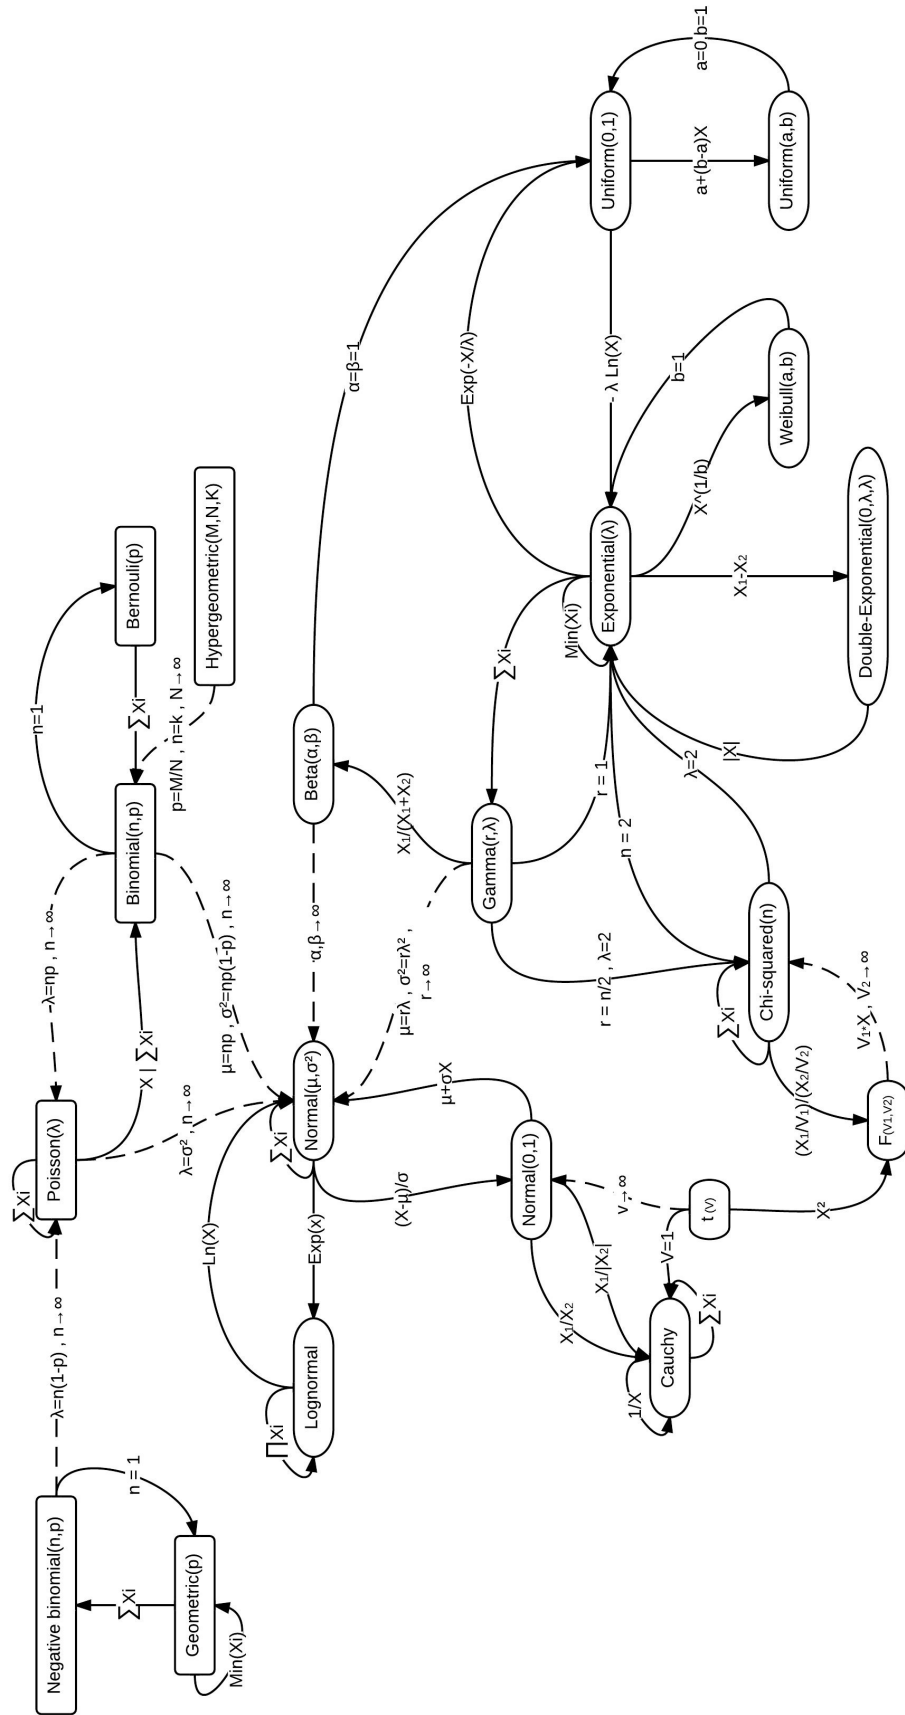 Negative binomial(n,p)
λ=n(1-p) , n→∞
Poisson(λ)
∑Xi
λ=np , n→∞
n=1
Geometric(p)
∑Xi
Min(Xi)
n = 1
X | ∑Xi
Binomial(n,p)
∑Xi
Bernouli(p)
p=M/N , n=k , N→∞
Hypergeometric(M,N,K)
λ=σ² , n→∞
μ=np , σ²=np(1-p) , n→∞
Ln(X)
Lognormal
∏Xi
Exp(x)
Normal(μ,σ²)
∑Xi
α,β→∞
Beta(α,β)
α=β=1
(X-μ)/σ
μ+σX
μ=rλ , σ²=rλ² ,
r→∞
X1/(X1+X2)
Gamma(r,λ)
∑Xi
Exp(-X/λ)
Normal(0,1)
X1/X2
X1/|X2|
v→∞
r = n/2 , λ=2
r = 1
n = 2
Min(Xi)
Exponential(λ)
- λ Ln(X)
Uniform(0,1)
Cauchy
1/X
∑Xi
V=1
t (V)
λ=2
|X|
X1-X2
X^(1/b)
b=1
a+(b-a)X
a=0,b=1
Chi-squared(n)
∑Xi
Weibull(a,b)
Uniform(a,b)
(X1/V1)/(X2/V2)
V1*X , V2→∞
Double-Exponential(0,λ,λ)
X²
F(V1,V2)